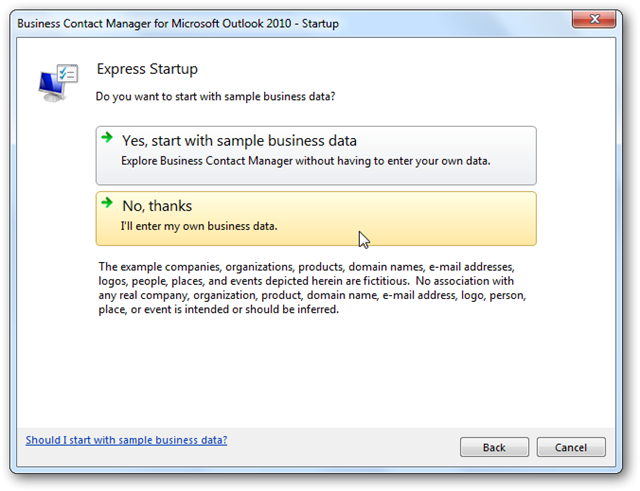 Business Contact Manager for Microsoft Outlook 2010 - Startup
Express Startup
Do you want to start with sample business data?
Yes, start with sample business data
Explore Business Contact Manager without having to enter your own data.
No, thanks
I'll enter my own business data.
The example companies, organizations, products, domain names, e-mail addresses,
logos, people, places, and events depicted herein are fictitious.  No association with
any real company, organization, product, domain name, e-mail address, logo, person,
place, or event is intended or should be inferred.
Should I start with sample business data?
Back
Cancel